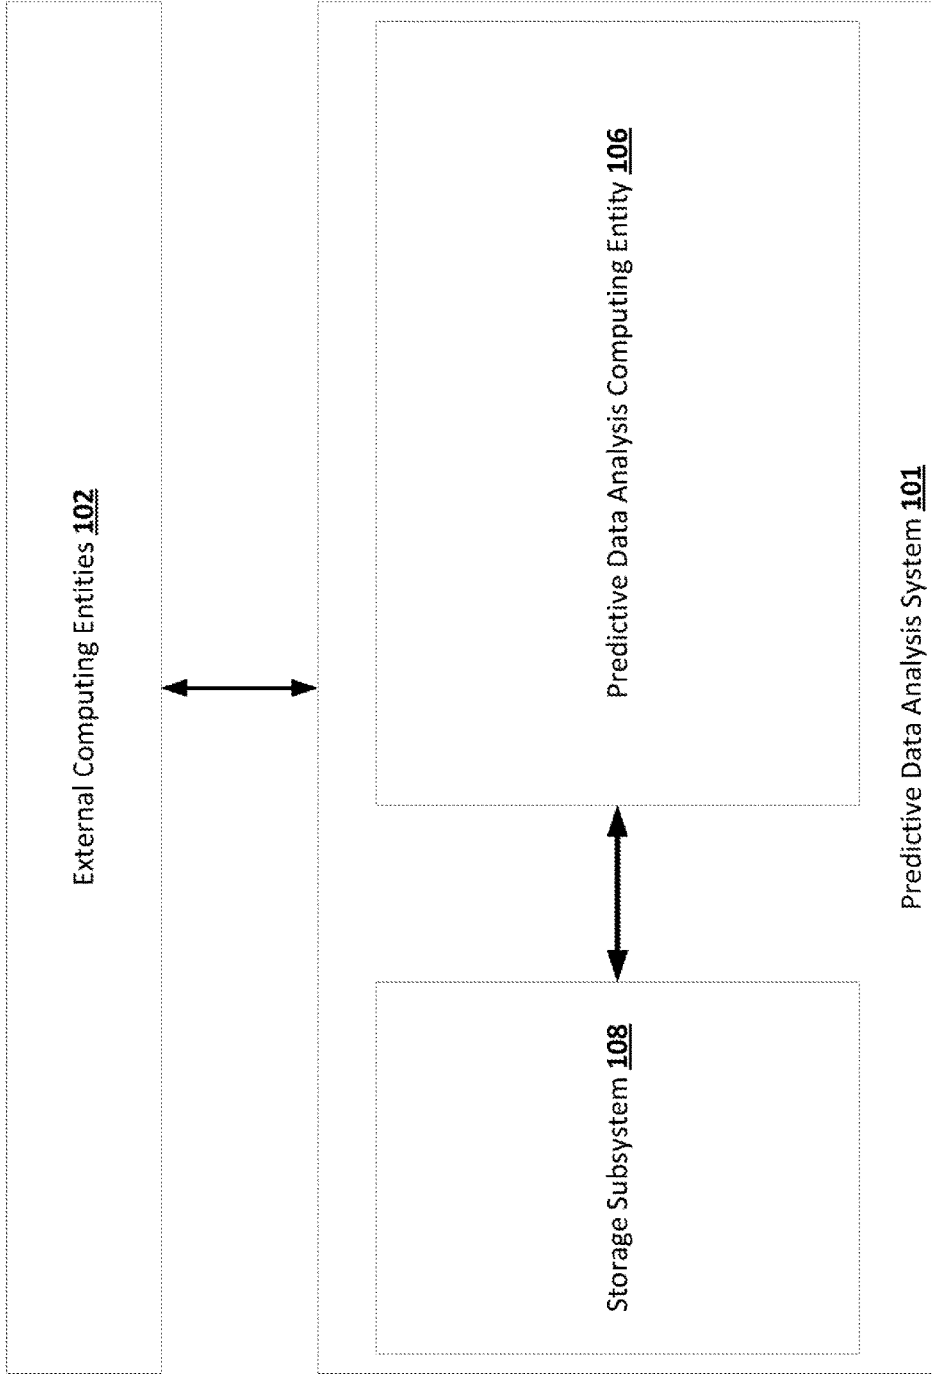 External Computing Entities 102
Storage Subsystem 108
Predictive Data Analysis Computing Entity 106
Predictive Data Analysis System 101